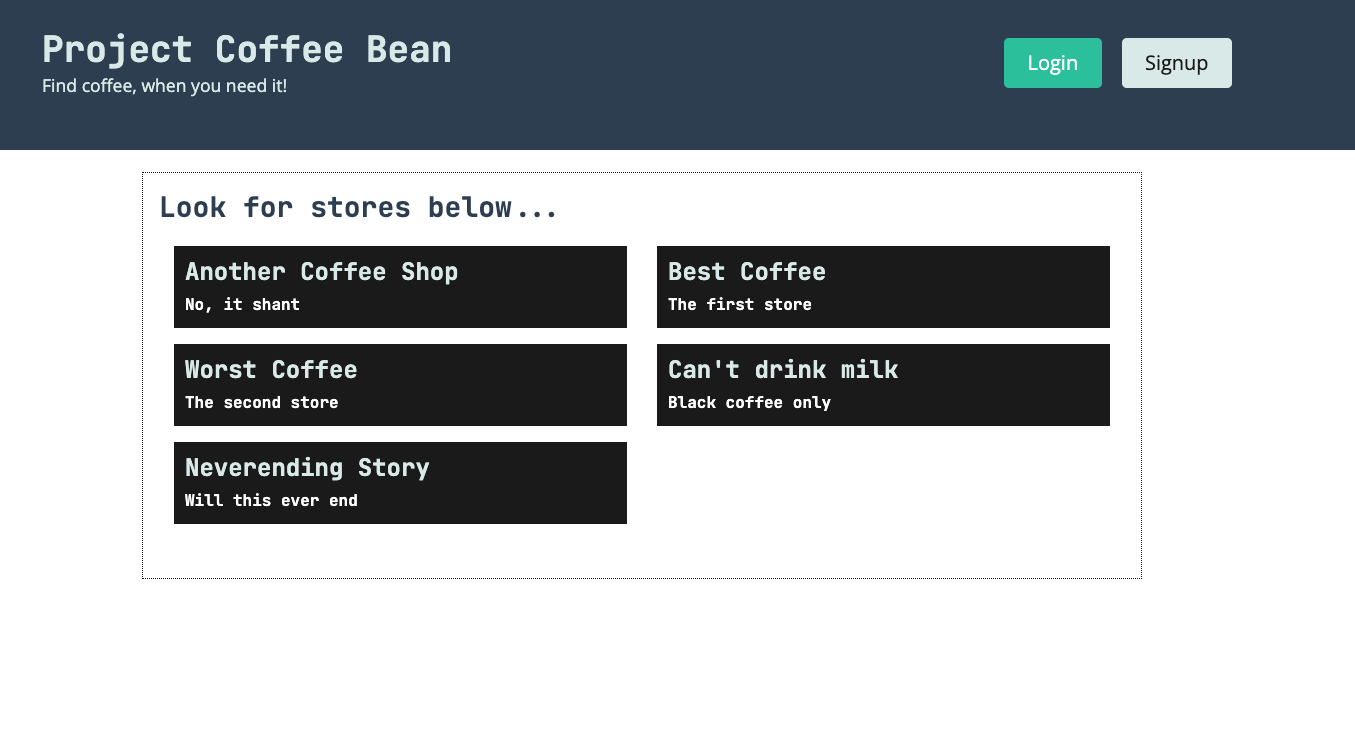 Project Coffee Bean
Find coffee, when you need it!
Login
Signup
Look for stores below...
Another Coffee Shop
No, it shant
Best Coffee
The first store
Worst Coffee
The second store
Can't drink milk
Black coffee only
Neverending Story
Will this ever end